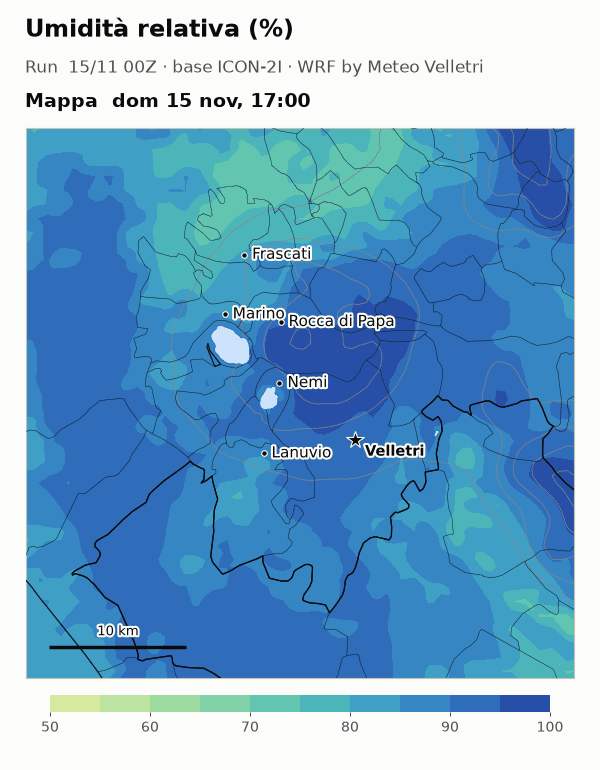 Umidità relativa (%)
Run  15/11 00Z · base ICON-2I · WRF by Meteo Velletri
Mappa  dom 15 nov, 17:00
Frascati
Marino
Rocca di Papa
Nemi
Velletri
Lanuvio
10 km
50 60 70 80 90 100